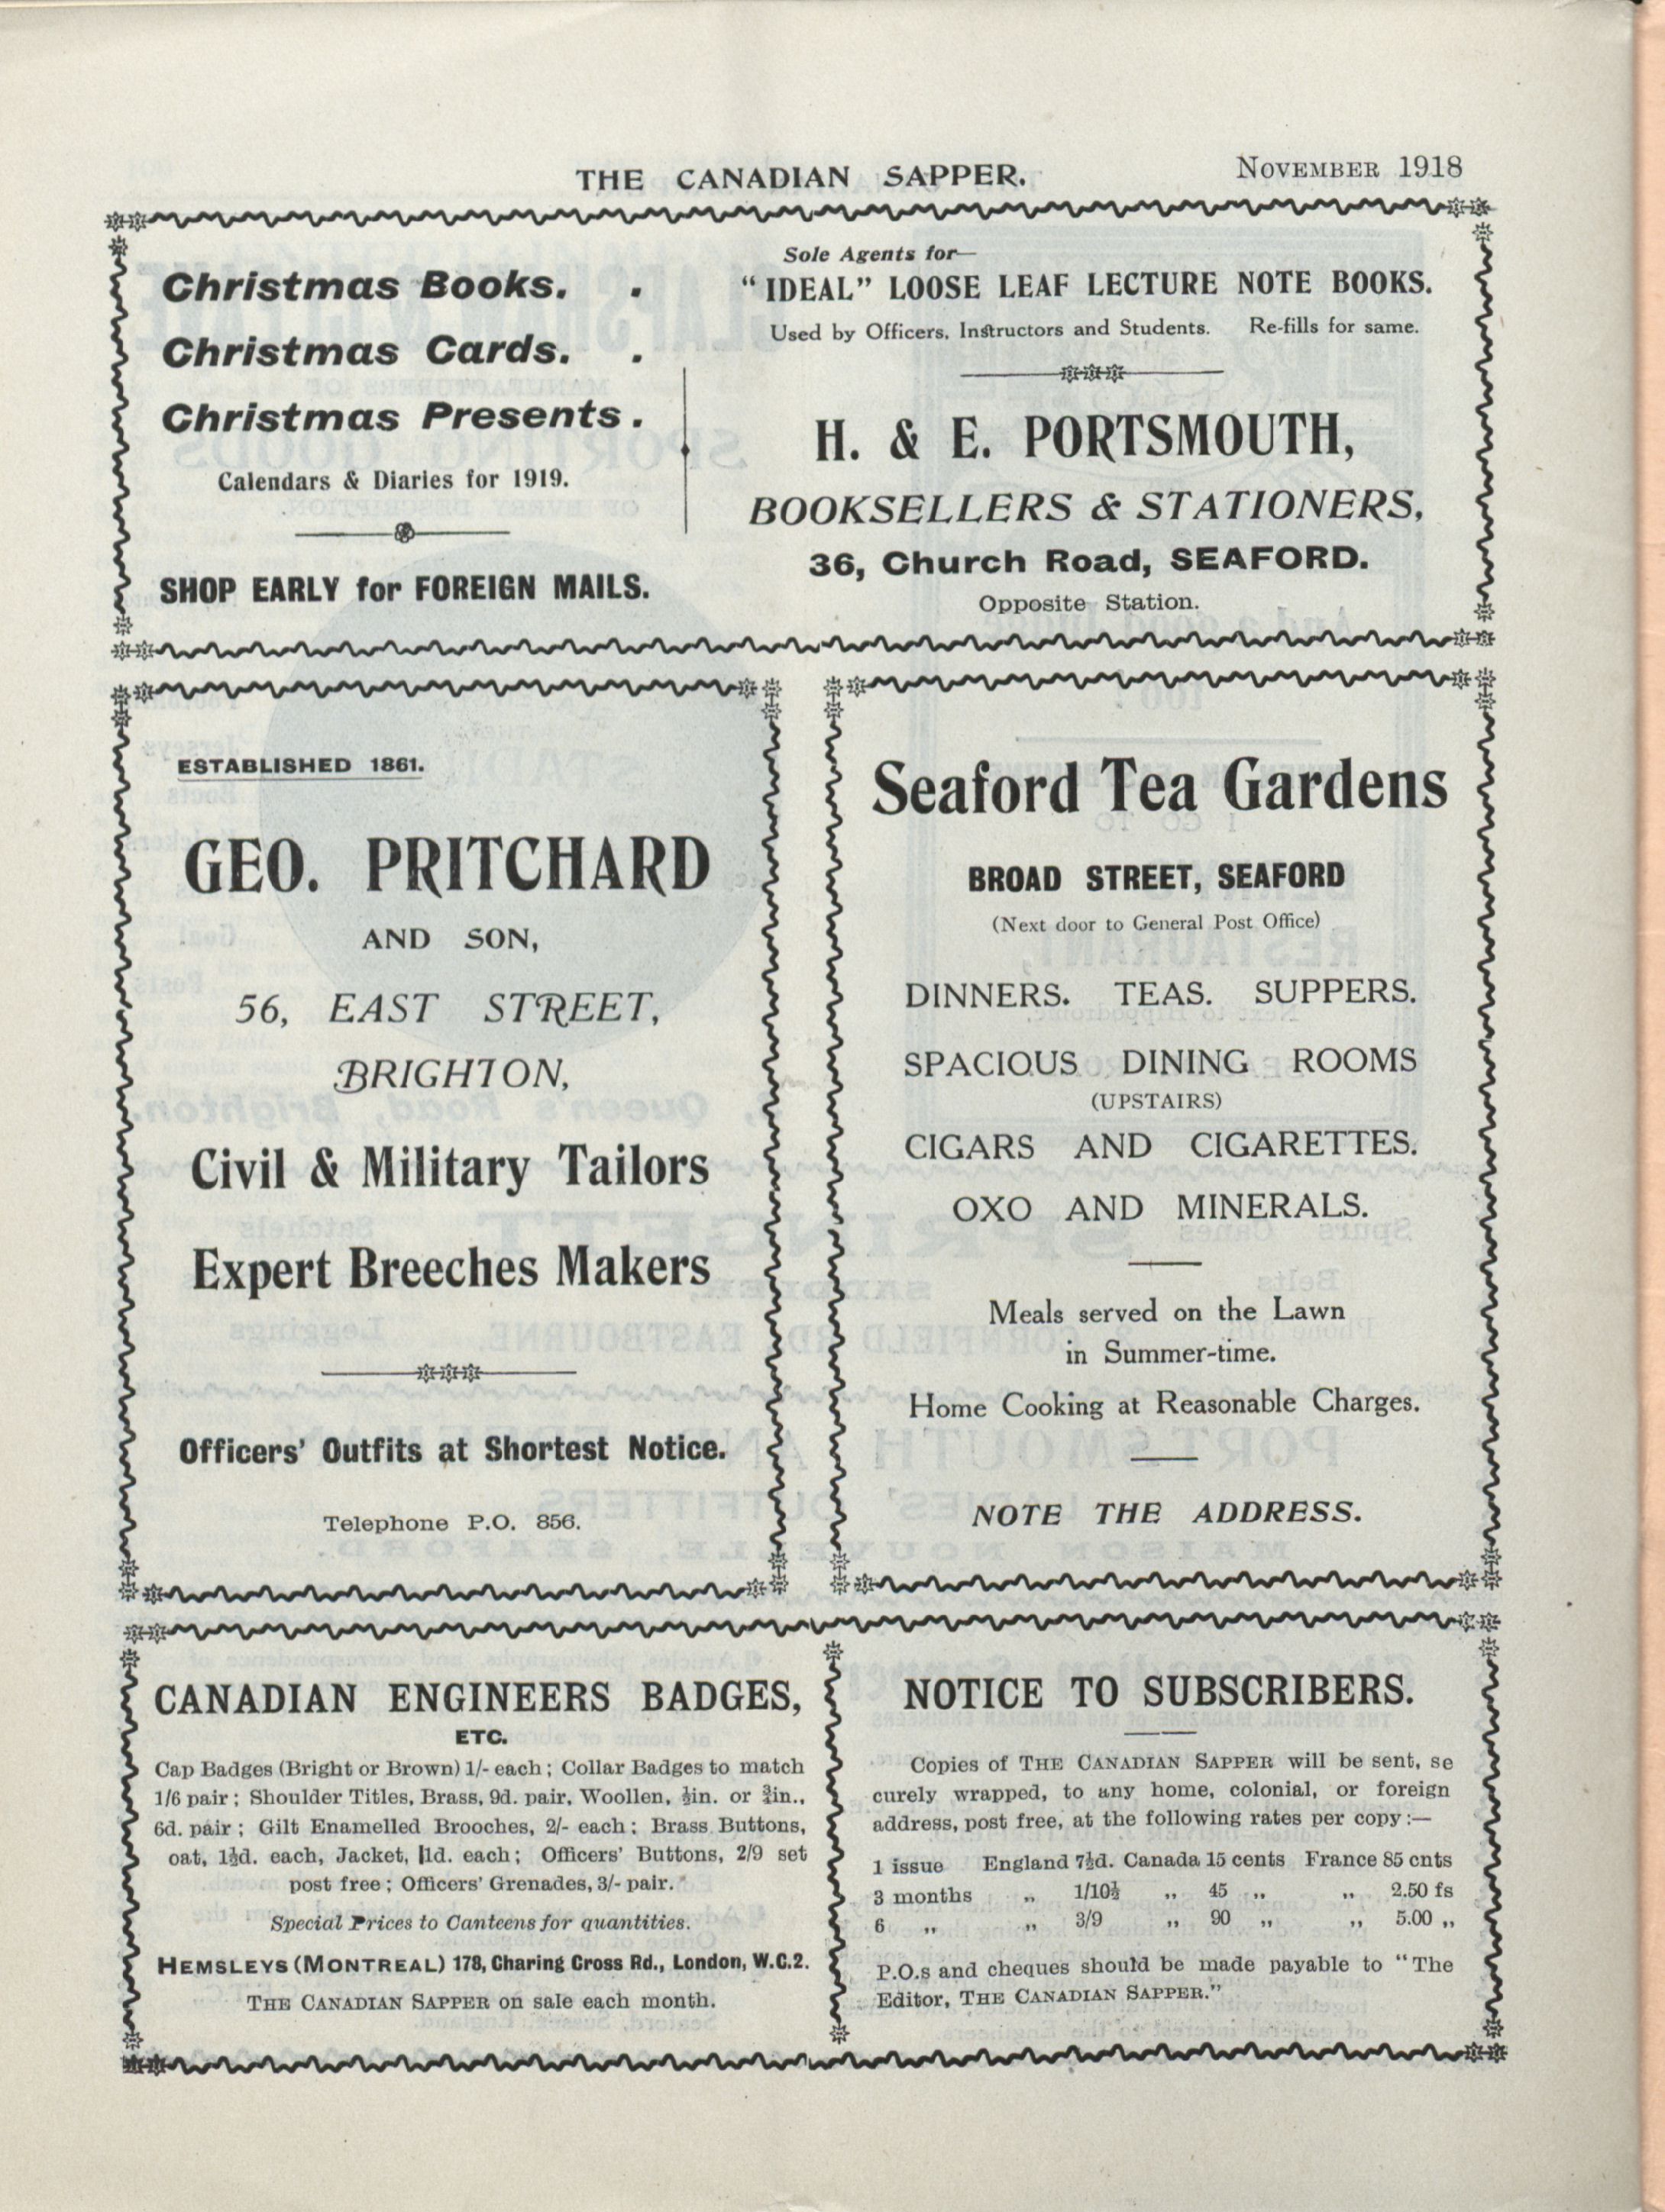 THE CANADIAN SAPPER.
NOVEMBER 1918
Christmas Books. .
Christmas Cards. .
Christmas Presents.
Calendars & Diaries for 1919.
SHOP EARLY for FOREIGN MAILS.
Sole Agents for—
"IDEAL" LOOSE LEAF LECTURE NOTE BOOKS.
Used by Officers, Instructors and Students. Re-fills for same.
H. & E. PORTSMOUTH,
BOOKSELLERS & STATIONERS,
36, Church Road, SEAFORD.
Opposite Station.
ESTABLISHED 1861.
GEO. PRITCHARD
AND SON,
56, EAST STREET,
BRIGHTON,
Civil & Military Tailors
Expert Breeches Makers
Officers' Outfits at Shortest Notice.
Telephone P.O. 856.
Seaford Tea Gardens
BROAD STREET, SEAFORD
(Next door to General Post Office)
DINNERS. TEAS. SUPPERS.
SPACIOUS DINING ROOMS
(UPSTAIRS)
CIGARS AND CIGARETTES.
OXO AND MINERALS.
Meals served on the Lawn
in Summer-time.
Home Cooking at Reasonable Charges.
NOTE THE ADDRESS.
CANADIAN ENGINEERS BADGES,
ETC.
Cap Badges (Bright or Brown) 1/- each; Collar Badges to match
1/6 pair; Shoulder Titles, Brass, 9d. pair, Woollen, ½in. or ¾in.,
6d. pair; Gilt Enamelled Brooches, 2/- each; Brass Buttons,
oat, 1½d. each, Jacket, 1d. each; Officers' Buttons, 2/9 set
post free; Officers' Grenades, 3/- pair.
Special Prices to Canteens for quantities.
HEMSLEYS (MONTREAL) 178, Charing Cross Rd., London, W.C.2.
THE CANADIAN SAPPER on sale each month.
NOTICE TO SUBSCRIBERS.
Copies of THE CANADIAN SAPPER will be sent, se
curely wrapped, to any home, colonial, or foreign
address, post free, at the following rates per copy:—
1 issue England 7½d. Canada 15 cents France 85 cnts
3 months ,, 1/10½ ,, 45 ,, ,, 2.50 fs
6 ,, ,, 3/9 ,, 90 ,, ,, 5.00 ,,
P.O.s and cheques should be made payable to "The
Editor, THE CANADIAN SAPPER."